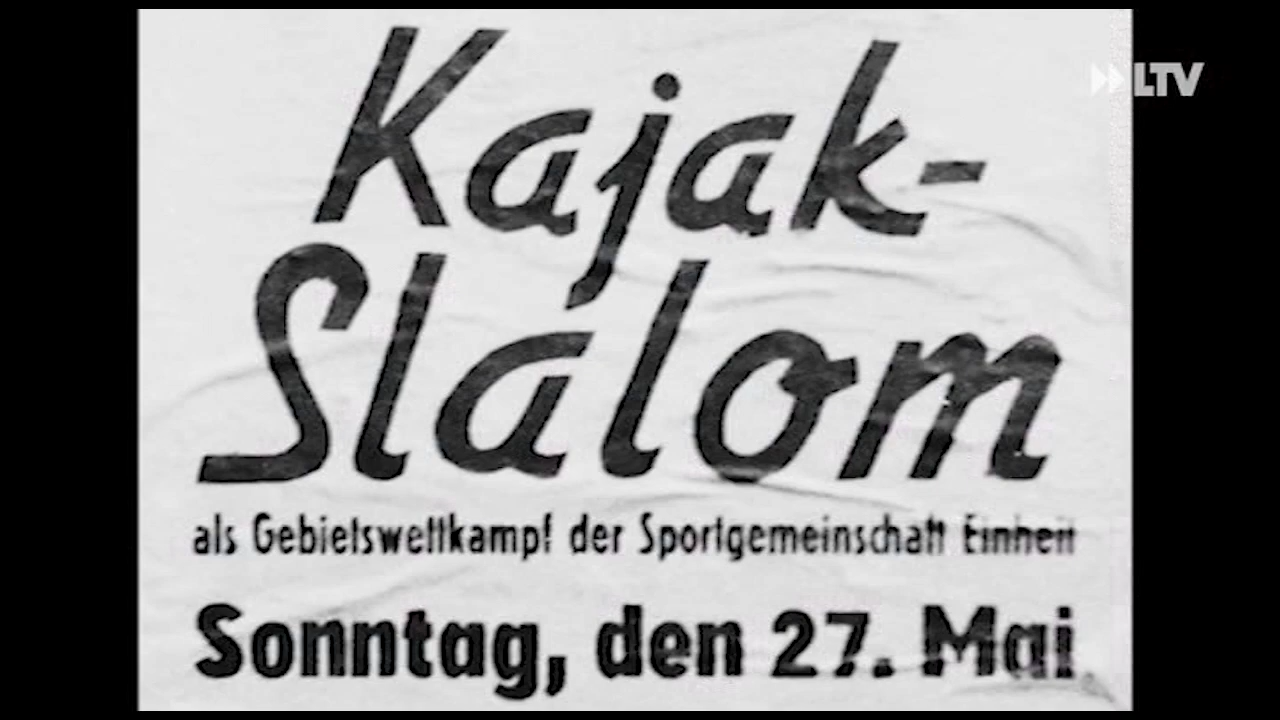 Kajak-
Slalom
als Gebietswettkampf der Sportgemeinschaft Einheit
Sonntag, den 27. Mai
LTV